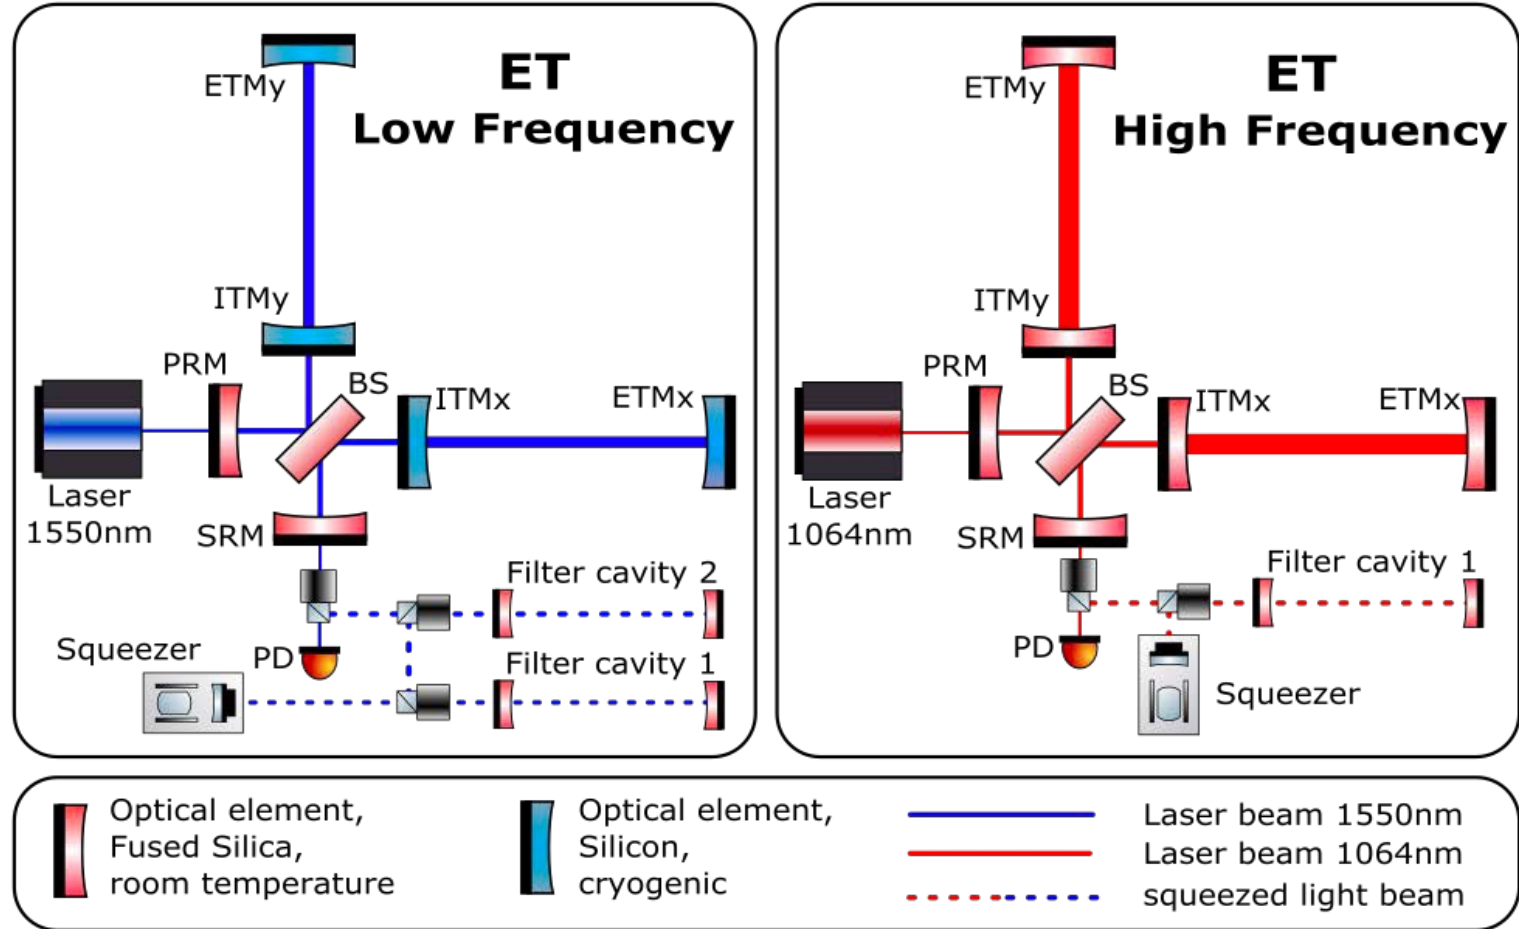 ET
Low Frequency
ETMy
ITMy
PRM
BS
ITMx
ETMx
Laser
1550nm
SRM
Filter cavity 2
Squeezer
PD
Filter cavity 1
ET
High Frequency
ETMy
ITMy
PRM
BS
ITMx
ETMx
Laser
1064nm
SRM
Filter cavity 1
PD
Squeezer
Optical element,
Fused Silica,
room temperature
Optical element,
Silicon,
cryogenic
Laser beam 1550nm
Laser beam 1064nm
squeezed light beam